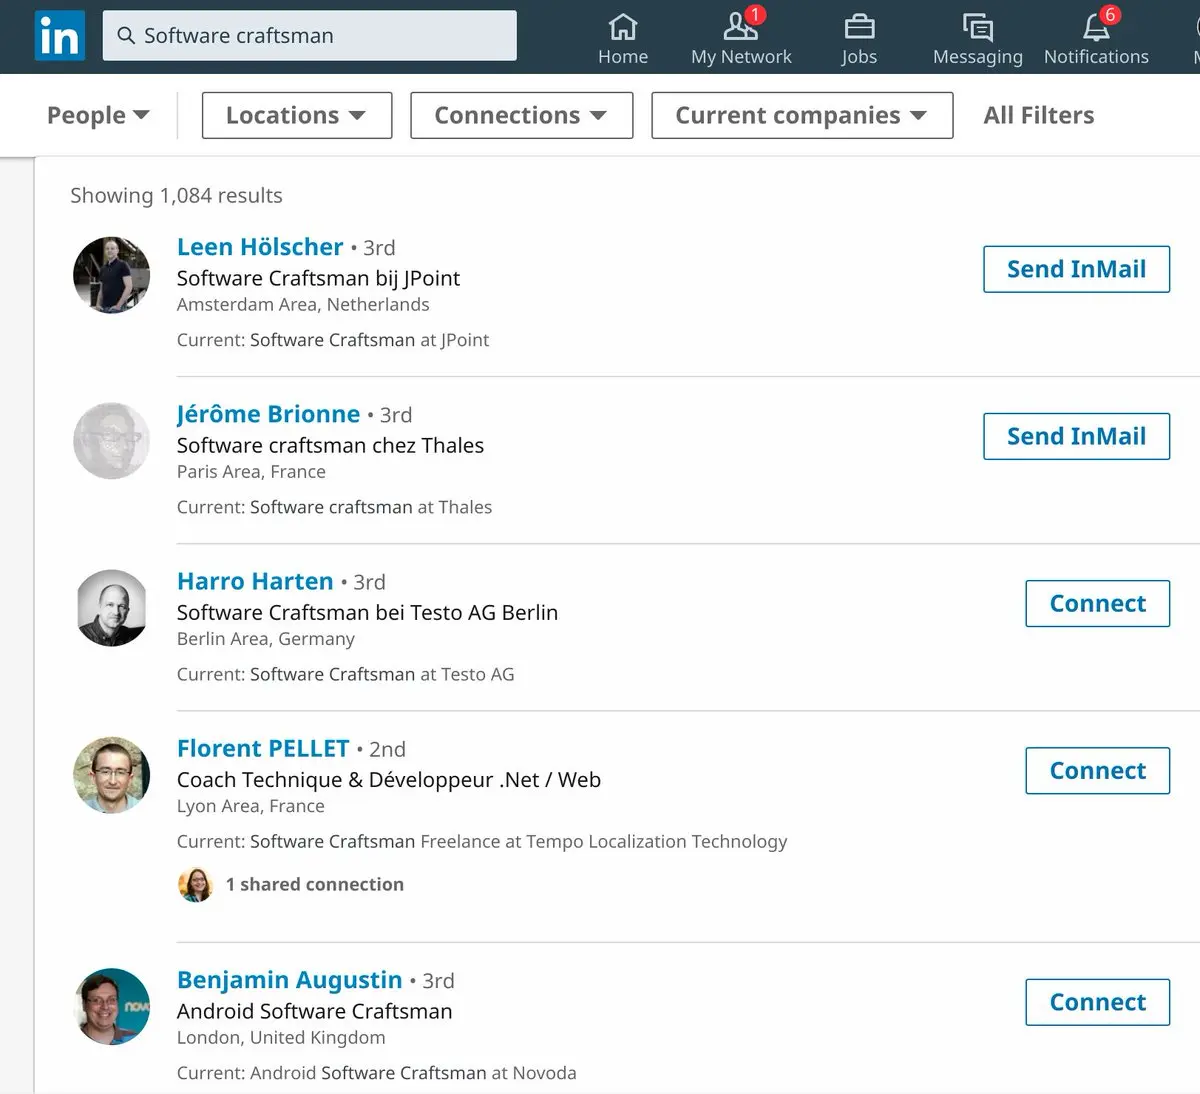 in
Software craftsman
Home
1
My Network
Jobs
Messaging
6
Notifications
People
Locations
Connections
Current companies
All Filters
Showing 1,084 results
Leen Hölscher • 3rd
Software Craftsman bij JPoint
Amsterdam Area, Netherlands
Current: Software Craftsman at JPoint
Send InMail
Jérôme Brionne • 3rd
Software craftsman chez Thales
Paris Area, France
Current: Software craftsman at Thales
Send InMail
Harro Harten • 3rd
Software Craftsman bei Testo AG Berlin
Berlin Area, Germany
Current: Software Craftsman at Testo AG
Connect
Florent PELLET • 2nd
Coach Technique & Développeur .Net / Web
Lyon Area, France
Current: Software Craftsman Freelance at Tempo Localization Technology
1 shared connection
Connect
Benjamin Augustin • 3rd
Android Software Craftsman
London, United Kingdom
Current: Android Software Craftsman at Novoda
Connect